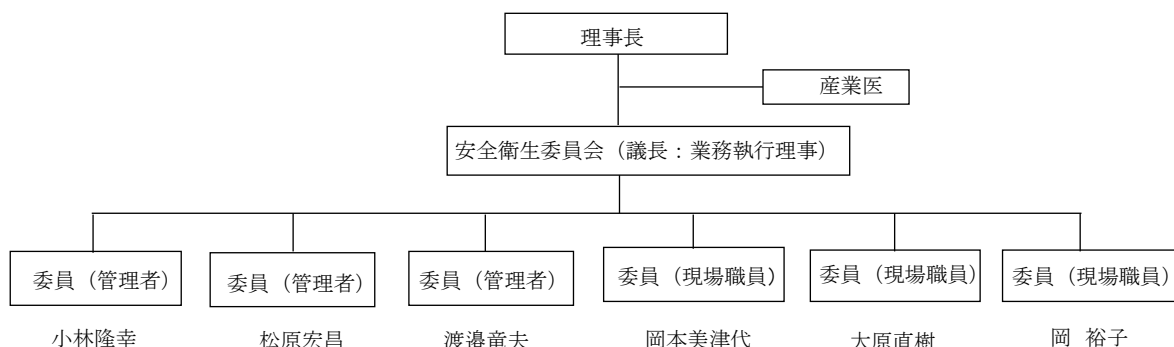 理事長
産業医
安全衛生委員会（議長：業務執行理事）
委員（管理者）
委員（管理者）
委員（管理者）
委員（現場職員）
委員（現場職員）
委員（現場職員）
小林隆幸
松原宏昌
渡邉竜夫
岡本美津代
大原直樹
岡 裕子